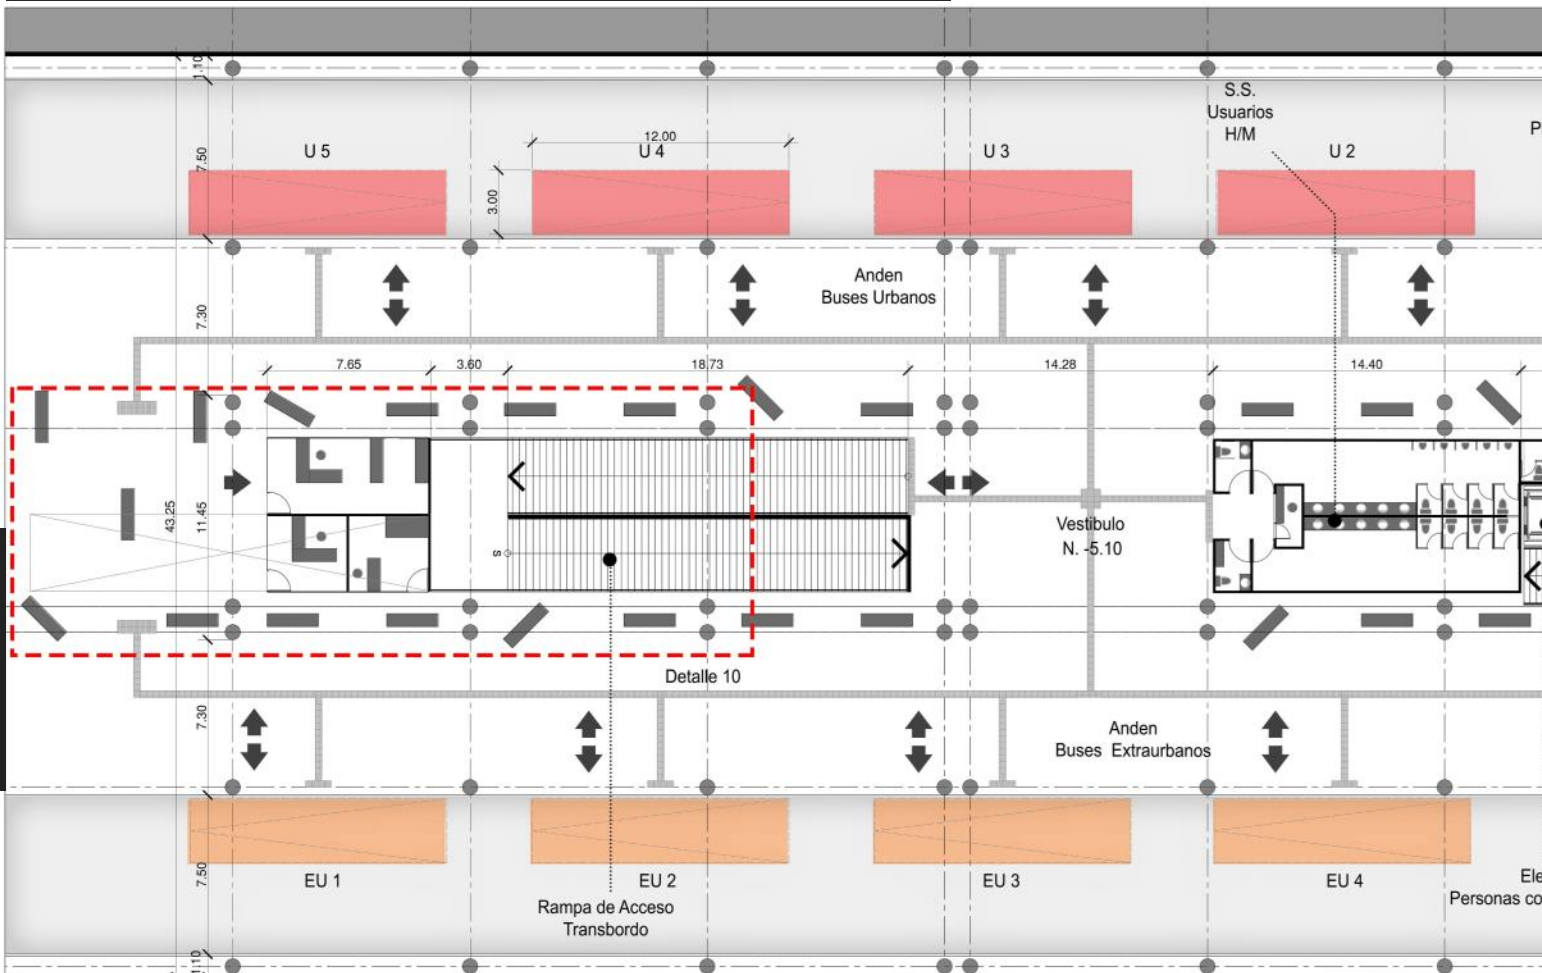 1.10
S.S.
Usuarios
H/M
P
U 5
12.00
U 4
U 3
U 2
7.50
3.00
Anden
Buses Urbanos
7.30
7.65
3.60
18.73
14.28
14.40
43.25
11.45
Vestibulo
N. -5.10
s
Detalle 10
7.30
Anden
Buses Extraurbanos
7.50
EU 1
EU 2
EU 3
EU 4
Ele
Personas co
Rampa de Acceso
Transbordo
1.10